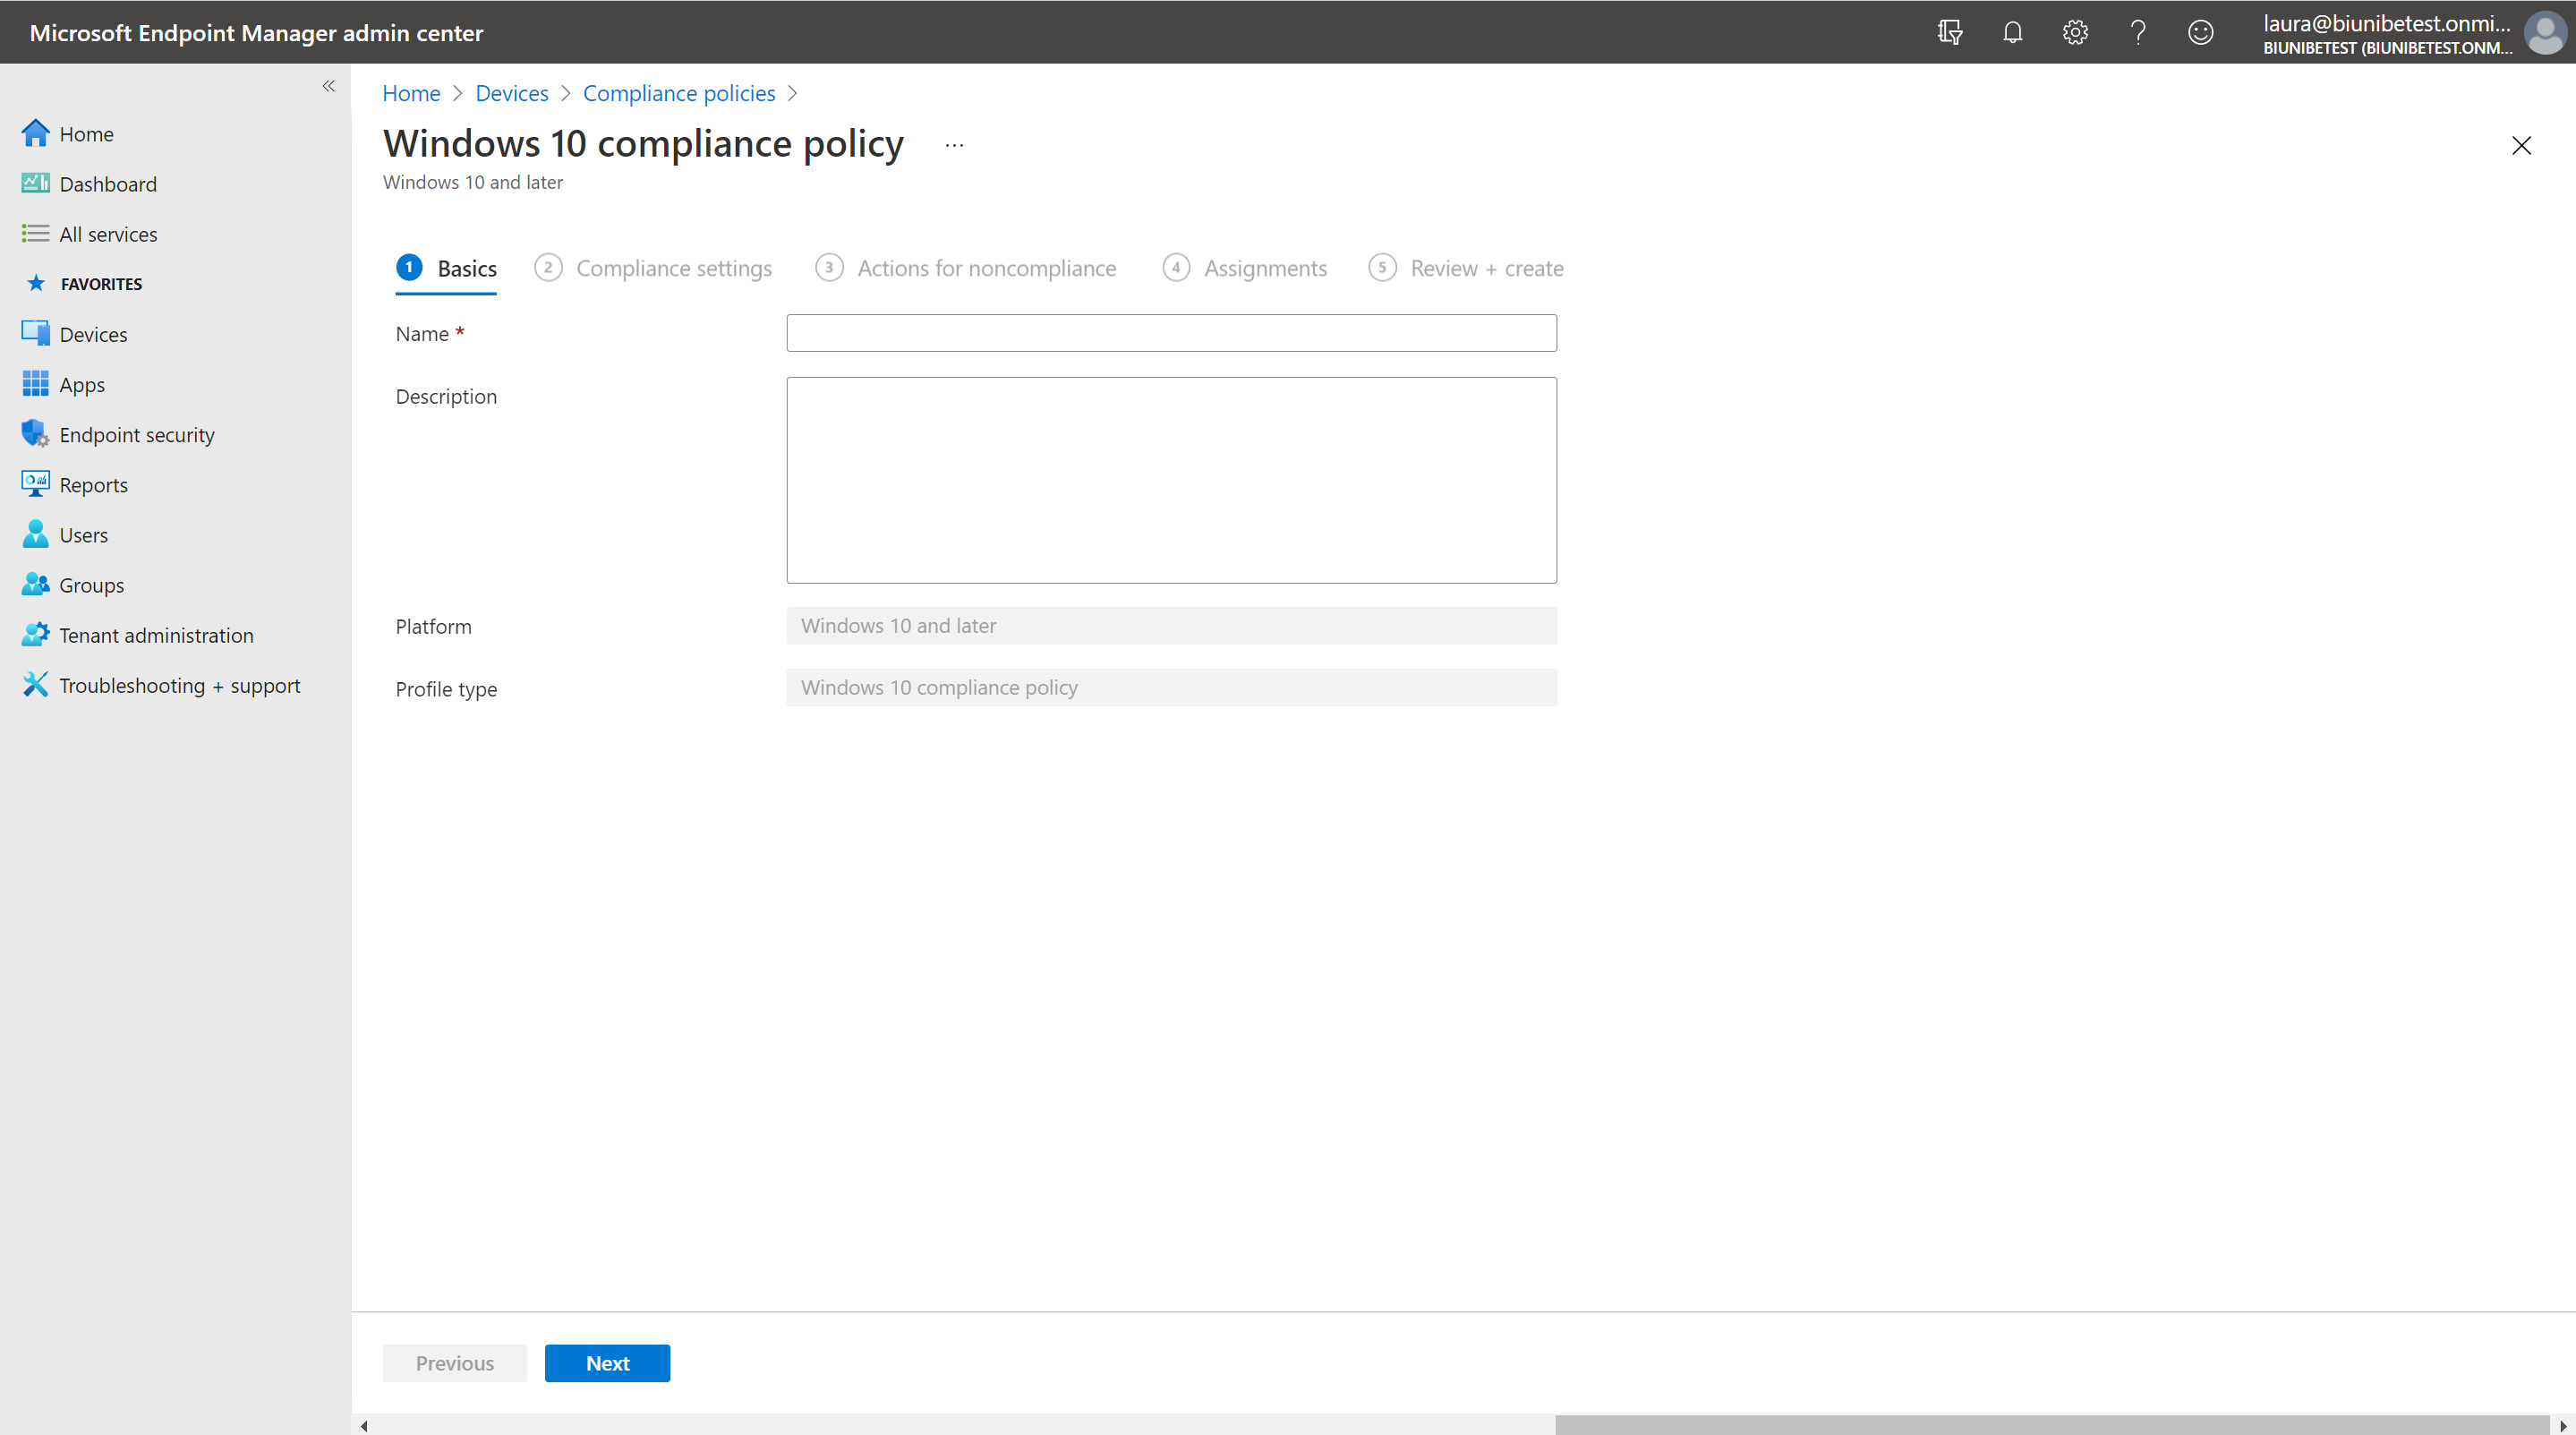 Microsoft Endpoint Manager admin center
laura@biunibetest.onmi...
BIUNIBETEST (BIUNIBETEST.ONM...
Home
Dashboard
All services
FAVORITES
Devices
Apps
Endpoint security
Reports
Users
Groups
Tenant administration
Troubleshooting + support
Home > Devices > Compliance policies >
Windows 10 compliance policy ...
Windows 10 and later
1 Basics 2 Compliance settings 3 Actions for noncompliance 4 Assignments 5 Review + create
Name *
Description
Platform Windows 10 and later
Profile type Windows 10 compliance policy
Previous Next